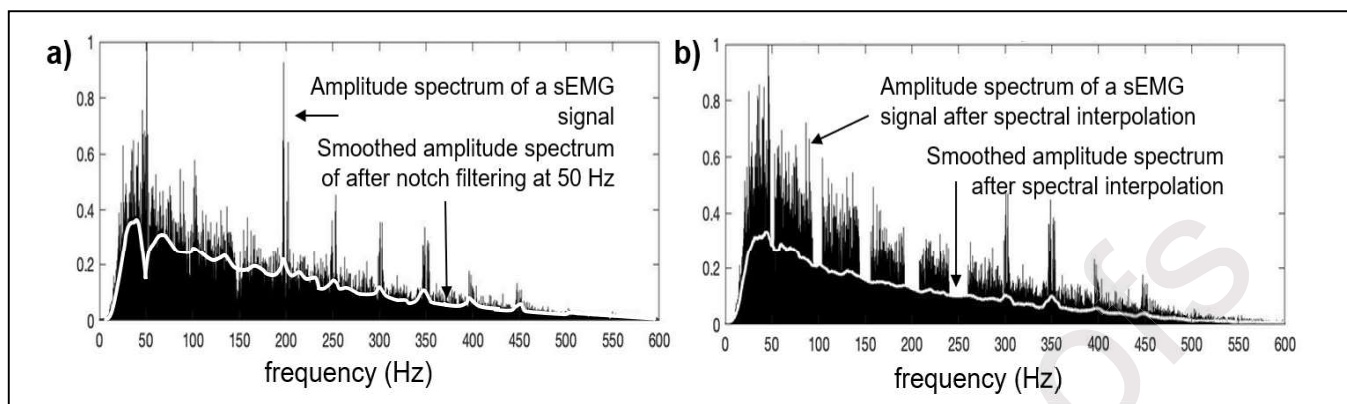 a)
1
0.8
0.6
0.4
0.2
0
Amplitude spectrum of a sEMG
signal
Smoothed amplitude spectrum
of after notch filtering at 50 Hz
0 50 100 150 200 250 300 350 400 450 500 550 600
frequency (Hz)
b)
1
0.8
0.6
0.4
0.2
0
Amplitude spectrum of a sEMG
signal after spectral interpolation
Smoothed amplitude spectrum
after spectral interpolation
0 50 100 150 200 250 300 350 400 450 500 550 600
frequency (Hz)
ofs